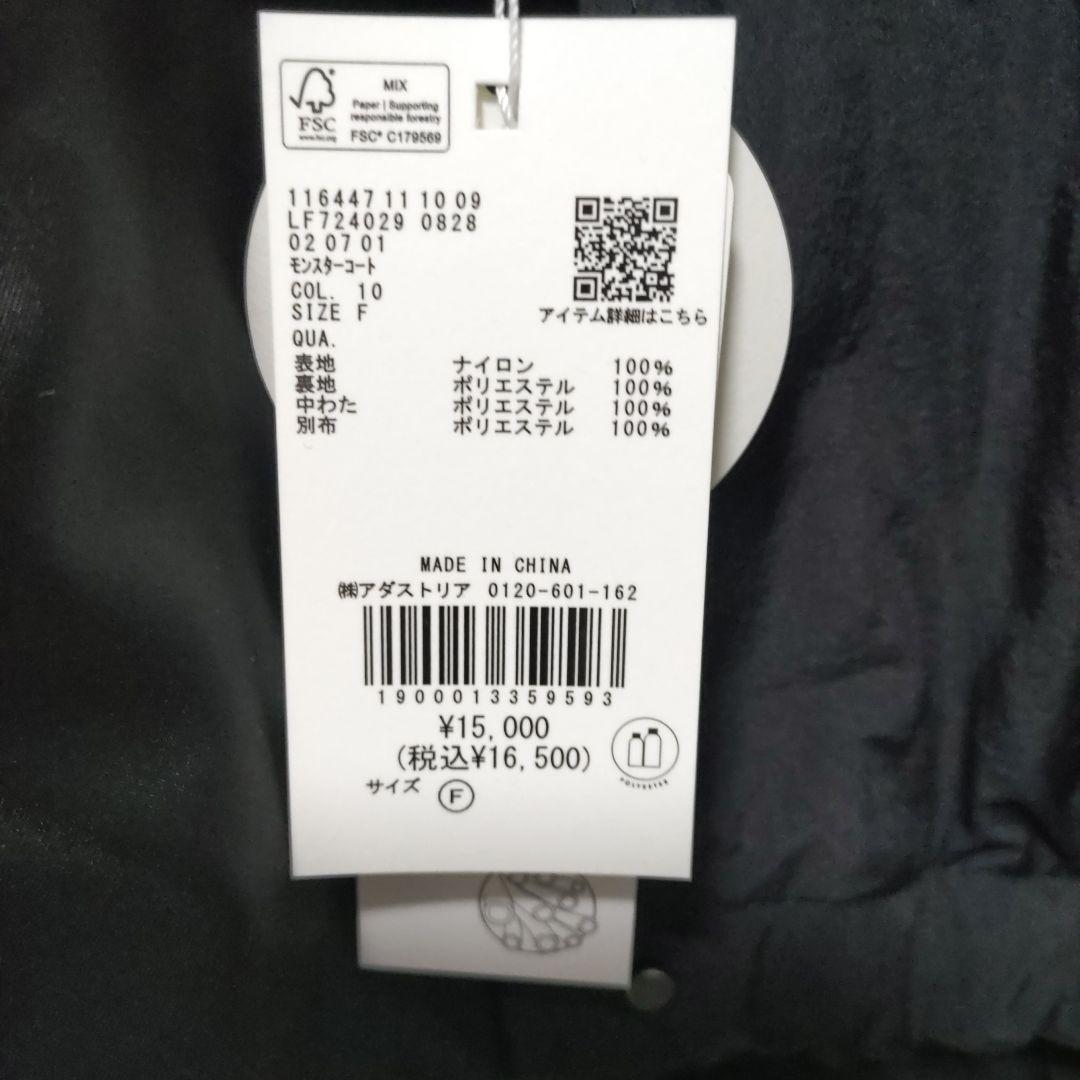 MIX
Paper | Supporting
responsible forestry
FSC® C179569
FSC
www.fsc.org
116447 11 10 09
LF724029 0828
02 07 01
ﾓﾝｽﾀｰｺｰﾄ
COL. 10
SIZE F
アイテム詳細はこちら
QUA.
表地 ナイロン 100%
裏地 ポリエステル 100%
中わた ポリエステル 100%
別布 ポリエステル 100%
MADE IN CHINA
㈱アダストリア 0120-601-162
1900013359593
¥15,000
(税込¥16,500)
サイズ F
POLYESTER